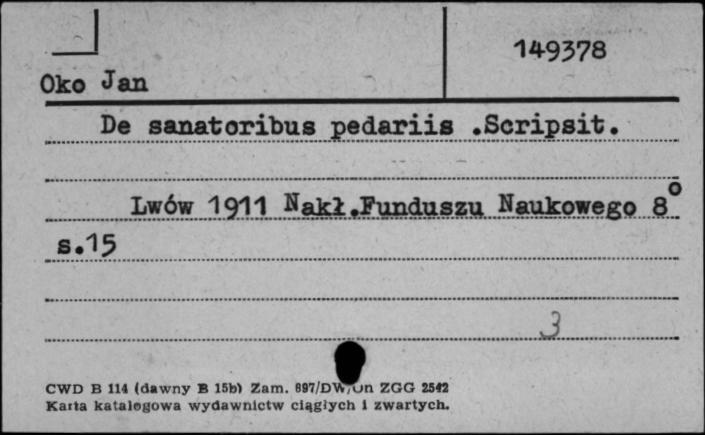 149378
Oko Jan
De sanatoribus pedariis .Scripsit.
Lwów 1911 Nakł.Funduszu Naukowego 8°
s.15
3
CWD B 114 (dawny B 15b) Zam. 897/DW/Un ZGG 2542
Karta katalogowa wydawnictw ciągłych i zwartych.